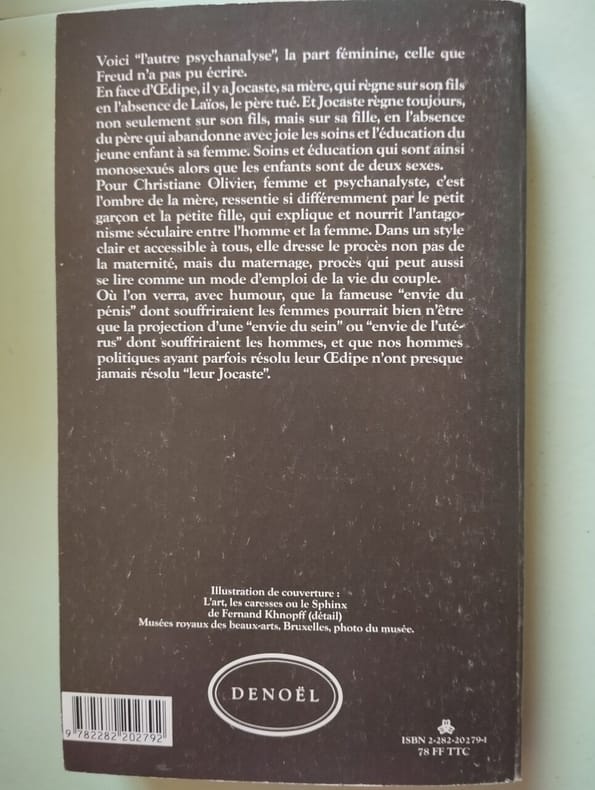 Voici "l'autre psychanalyse", la part féminine, celle que
Freud n'a pas pu écrire.
En face d'Œdipe, il y a Jocaste, sa mère, qui règne sur son fils
en l'absence de Laïos, le père tué. Et Jocaste règne toujours,
non seulement sur son fils, mais sur sa fille, en l'absence
du père qui abandonne avec joie les soins et l'éducation du
jeune enfant à sa femme. Soins et éducation qui sont ainsi
monosexués alors que les enfants sont de deux sexes.
Pour Christiane Olivier, femme et psychanalyste, c'est
l'ombre de la mère, ressentie si différemment par le petit
garçon et la petite fille, qui explique et nourrit l'antago-
nisme séculaire entre l'homme et la femme. Dans un style
clair et accessible à tous, elle dresse le procès non pas de
la maternité, mais du maternage, procès qui peut aussi
se lire comme un mode d'emploi de la vie du couple.
Où l'on verra, avec humour, que la fameuse "envie du
pénis" dont souffriraient les femmes pourrait bien n'être
que la projection d'une "envie du sein" ou "envie de l'uté-
rus" dont souffriraient les hommes, et que nos hommes
politiques ayant parfois résolu leur Œdipe n'ont presque
jamais résolu "leur Jocaste".
Illustration de couverture :
L'art, les caresses ou le Sphinx
de Fernand Khnopff (détail)
Musées royaux des beaux-arts, Bruxelles, photo du musée.
DENOËL
9 782282 202792
ISBN 2-282-20279-1
78 FF TTC